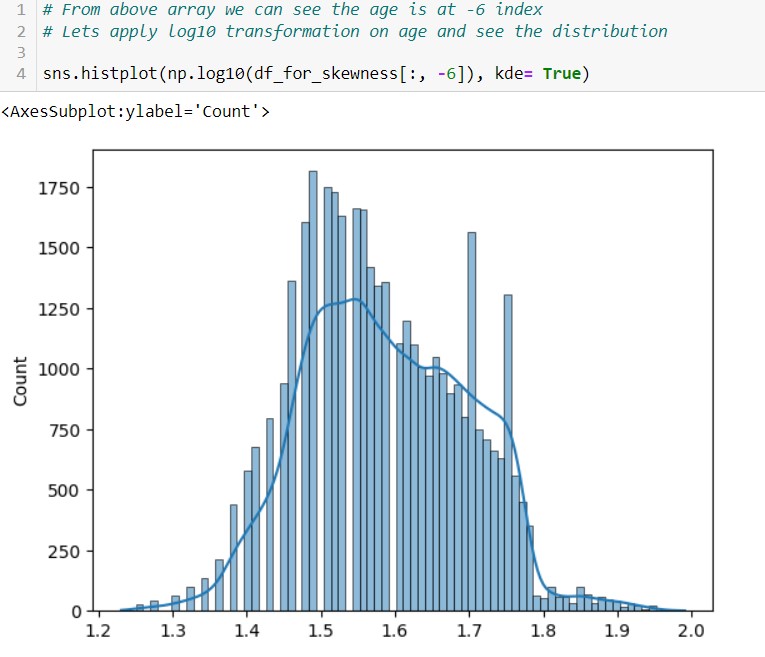 1 # From above array we can see the age is at -6 index
2 # Lets apply log10 transformation on age and see the distribution
3
4 sns.histplot(np.log10(df_for_skewness[:, -6]), kde= True)
<AxesSubplot:ylabel='Count'>
1750
1500
1250
1000
750
500
250
0
Count
1.2 1.3 1.4 1.5 1.6 1.7 1.8 1.9 2.0